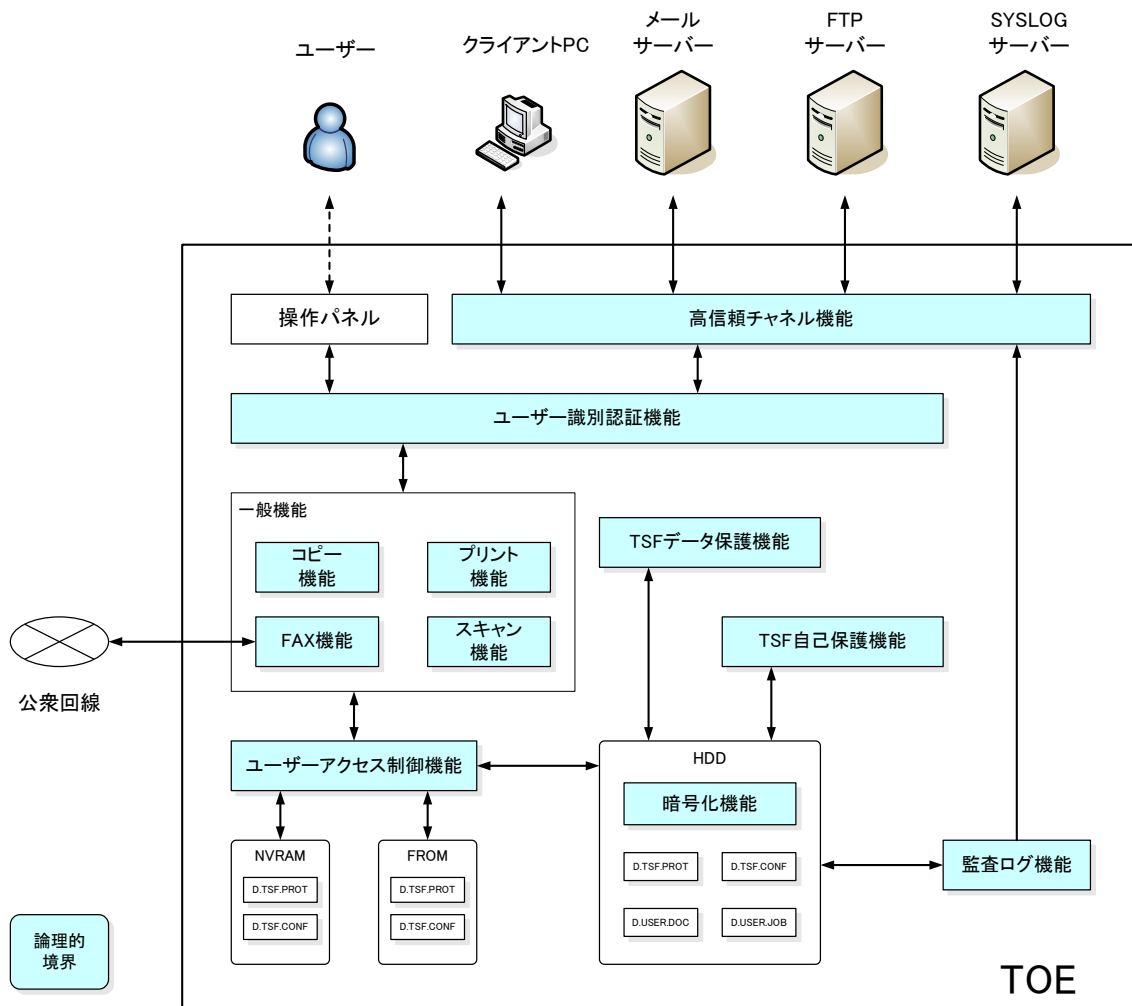 ユーザー
クライアントPC
メール
サーバー
FTP
サーバー
SYSLOG
サーバー
操作パネル
高信頼チャネル機能
ユーザー識別認証機能
一般機能
コピー
機能
プリント
機能
FAX機能
スキャン
機能
TSFデータ保護機能
TSF自己保護機能
公衆回線
ユーザーアクセス制御機能
HDD
暗号化機能
D.TSF.PROT
D.TSF.CONF
D.USER.DOC
D.USER.JOB
NVRAM
D.TSF.PROT
D.TSF.CONF
FROM
D.TSF.PROT
D.TSF.CONF
監査ログ機能
論理的
境界
TOE